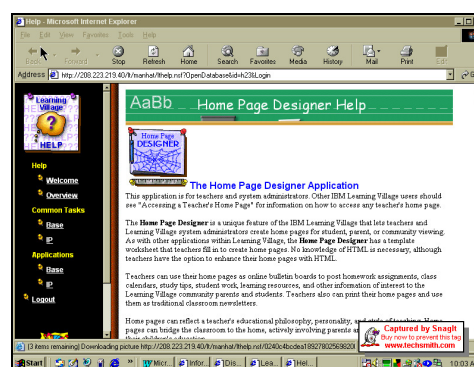 Help - Microsoft Internet Explorer
File Edit View Favorites Tools Help
Back Forward Stop Refresh Home Search Favorites Media History Mail Print Edit
Address http://208.223.219.40/lt/manhat/lthelp.nsf?OpenDatabase&id=h23&Login
Learning
Village
HELP
Help
Welcome
Overview
Common Tasks
Base
IP
Applications
Base
IP
Logout
AaBb Home Page Designer Help
Home Page
DESIGNER
The Home Page Designer Application
This application is for teachers and system administrators. Other IBM Learning Village users should
see "Accessing a Teacher's Home Page" for information on how to access any teacher's home page.
The Home Page Designer is a unique feature of the IBM Learning Village that lets teachers and
Learning Village system administrators create home pages for student, parent, or community viewing.
As with other applications within Learning Village, the Home Page Designer has a template
worksheet that teachers fill in to create home pages. No knowledge of HTML is necessary, although
teachers have the option to enhance their home pages with HTML.
Teachers can use their home pages as online bulletin boards to post homework assignments, class
calendars, study tips, student work, learning resources, and other information of interest to the
Learning Village community parents and students. Teachers also can print their home pages and use
them as traditional classroom newsletters.
Home pages can reflect a teacher's educational philosophy, personality, and style of teaching. Home
pages can bridge the classroom to the home, actively involving parents
their children's education.
Captured by SnagIt
Buy now to prevent this tag
www.techsmith.com
(3 items remaining) Downloading picture http://208.223.219.40/lt/manhat/lthelp.nsf/0240c4bcdea18927802569820
Start Micr... Infor... Dis... Lea... Hel... 10:03